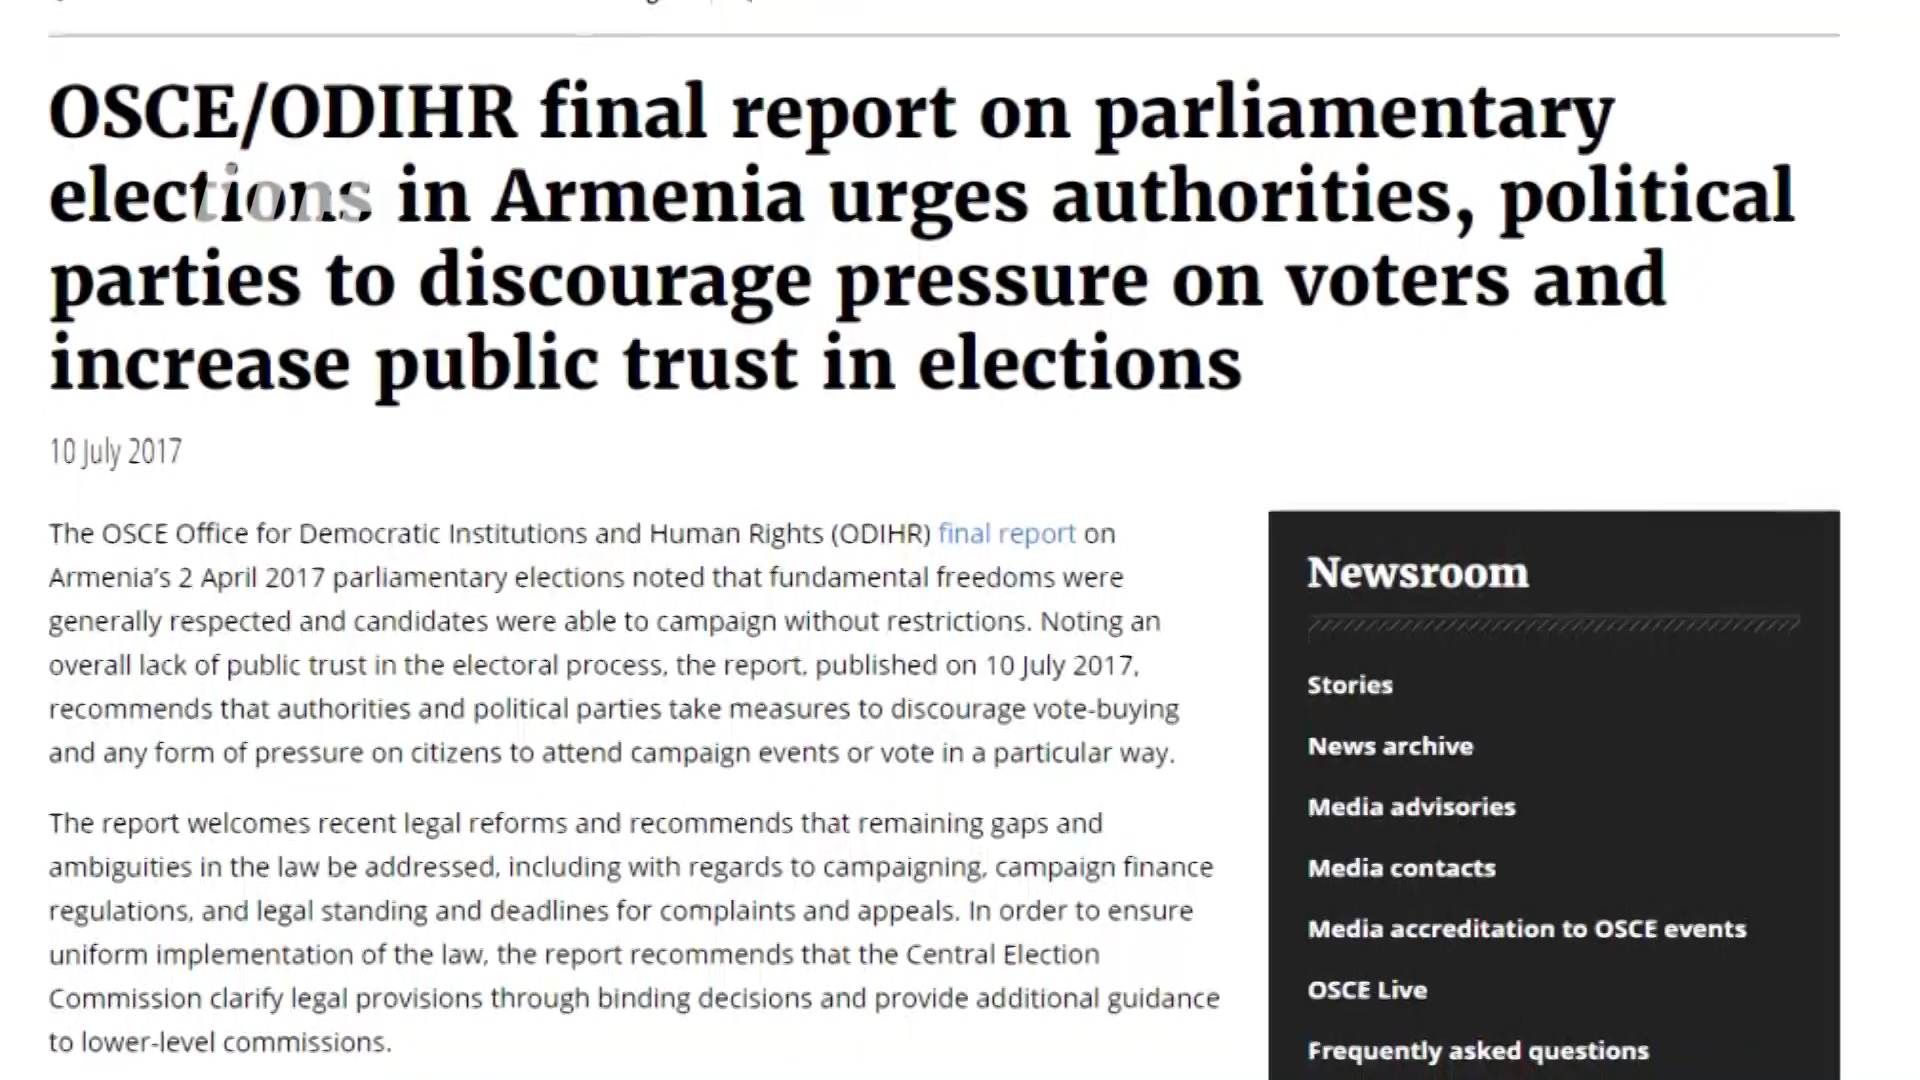 OSCE/ODIHR final report on parliamentary
elections in Armenia urges authorities, political
parties to discourage pressure on voters and
increase public trust in elections
10 July 2017
The OSCE Office for Democratic Institutions and Human Rights (ODIHR) final report on
Armenia’s 2 April 2017 parliamentary elections noted that fundamental freedoms were
generally respected and candidates were able to campaign without restrictions. Noting an
overall lack of public trust in the electoral process, the report, published on 10 July 2017,
recommends that authorities and political parties take measures to discourage vote-buying
and any form of pressure on citizens to attend campaign events or vote in a particular way.
The report welcomes recent legal reforms and recommends that remaining gaps and
ambiguities in the law be addressed, including with regards to campaigning, campaign finance
regulations, and legal standing and deadlines for complaints and appeals. In order to ensure
uniform implementation of the law, the report recommends that the Central Election
Commission clarify legal provisions through binding decisions and provide additional guidance
to lower-level commissions.
Newsroom
Stories
News archive
Media advisories
Media contacts
Media accreditation to OSCE events
OSCE Live
Frequently asked questions